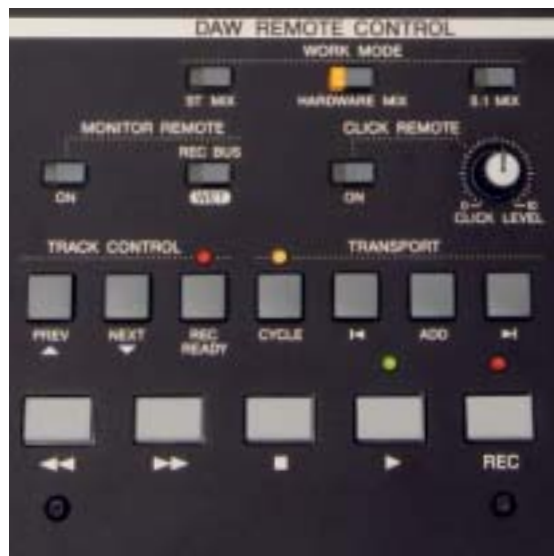 DAW REMOTE CONTROL
WORK MODE
ST MIX HARDWARE MIX 5.1 MIX
MONITOR REMOTE CLICK REMOTE
REC BUS
ON WET ON
0 10
CLICK LEVEL
TRACK CONTROL TRANSPORT
PREV NEXT REC READY CYCLE ADD
REC